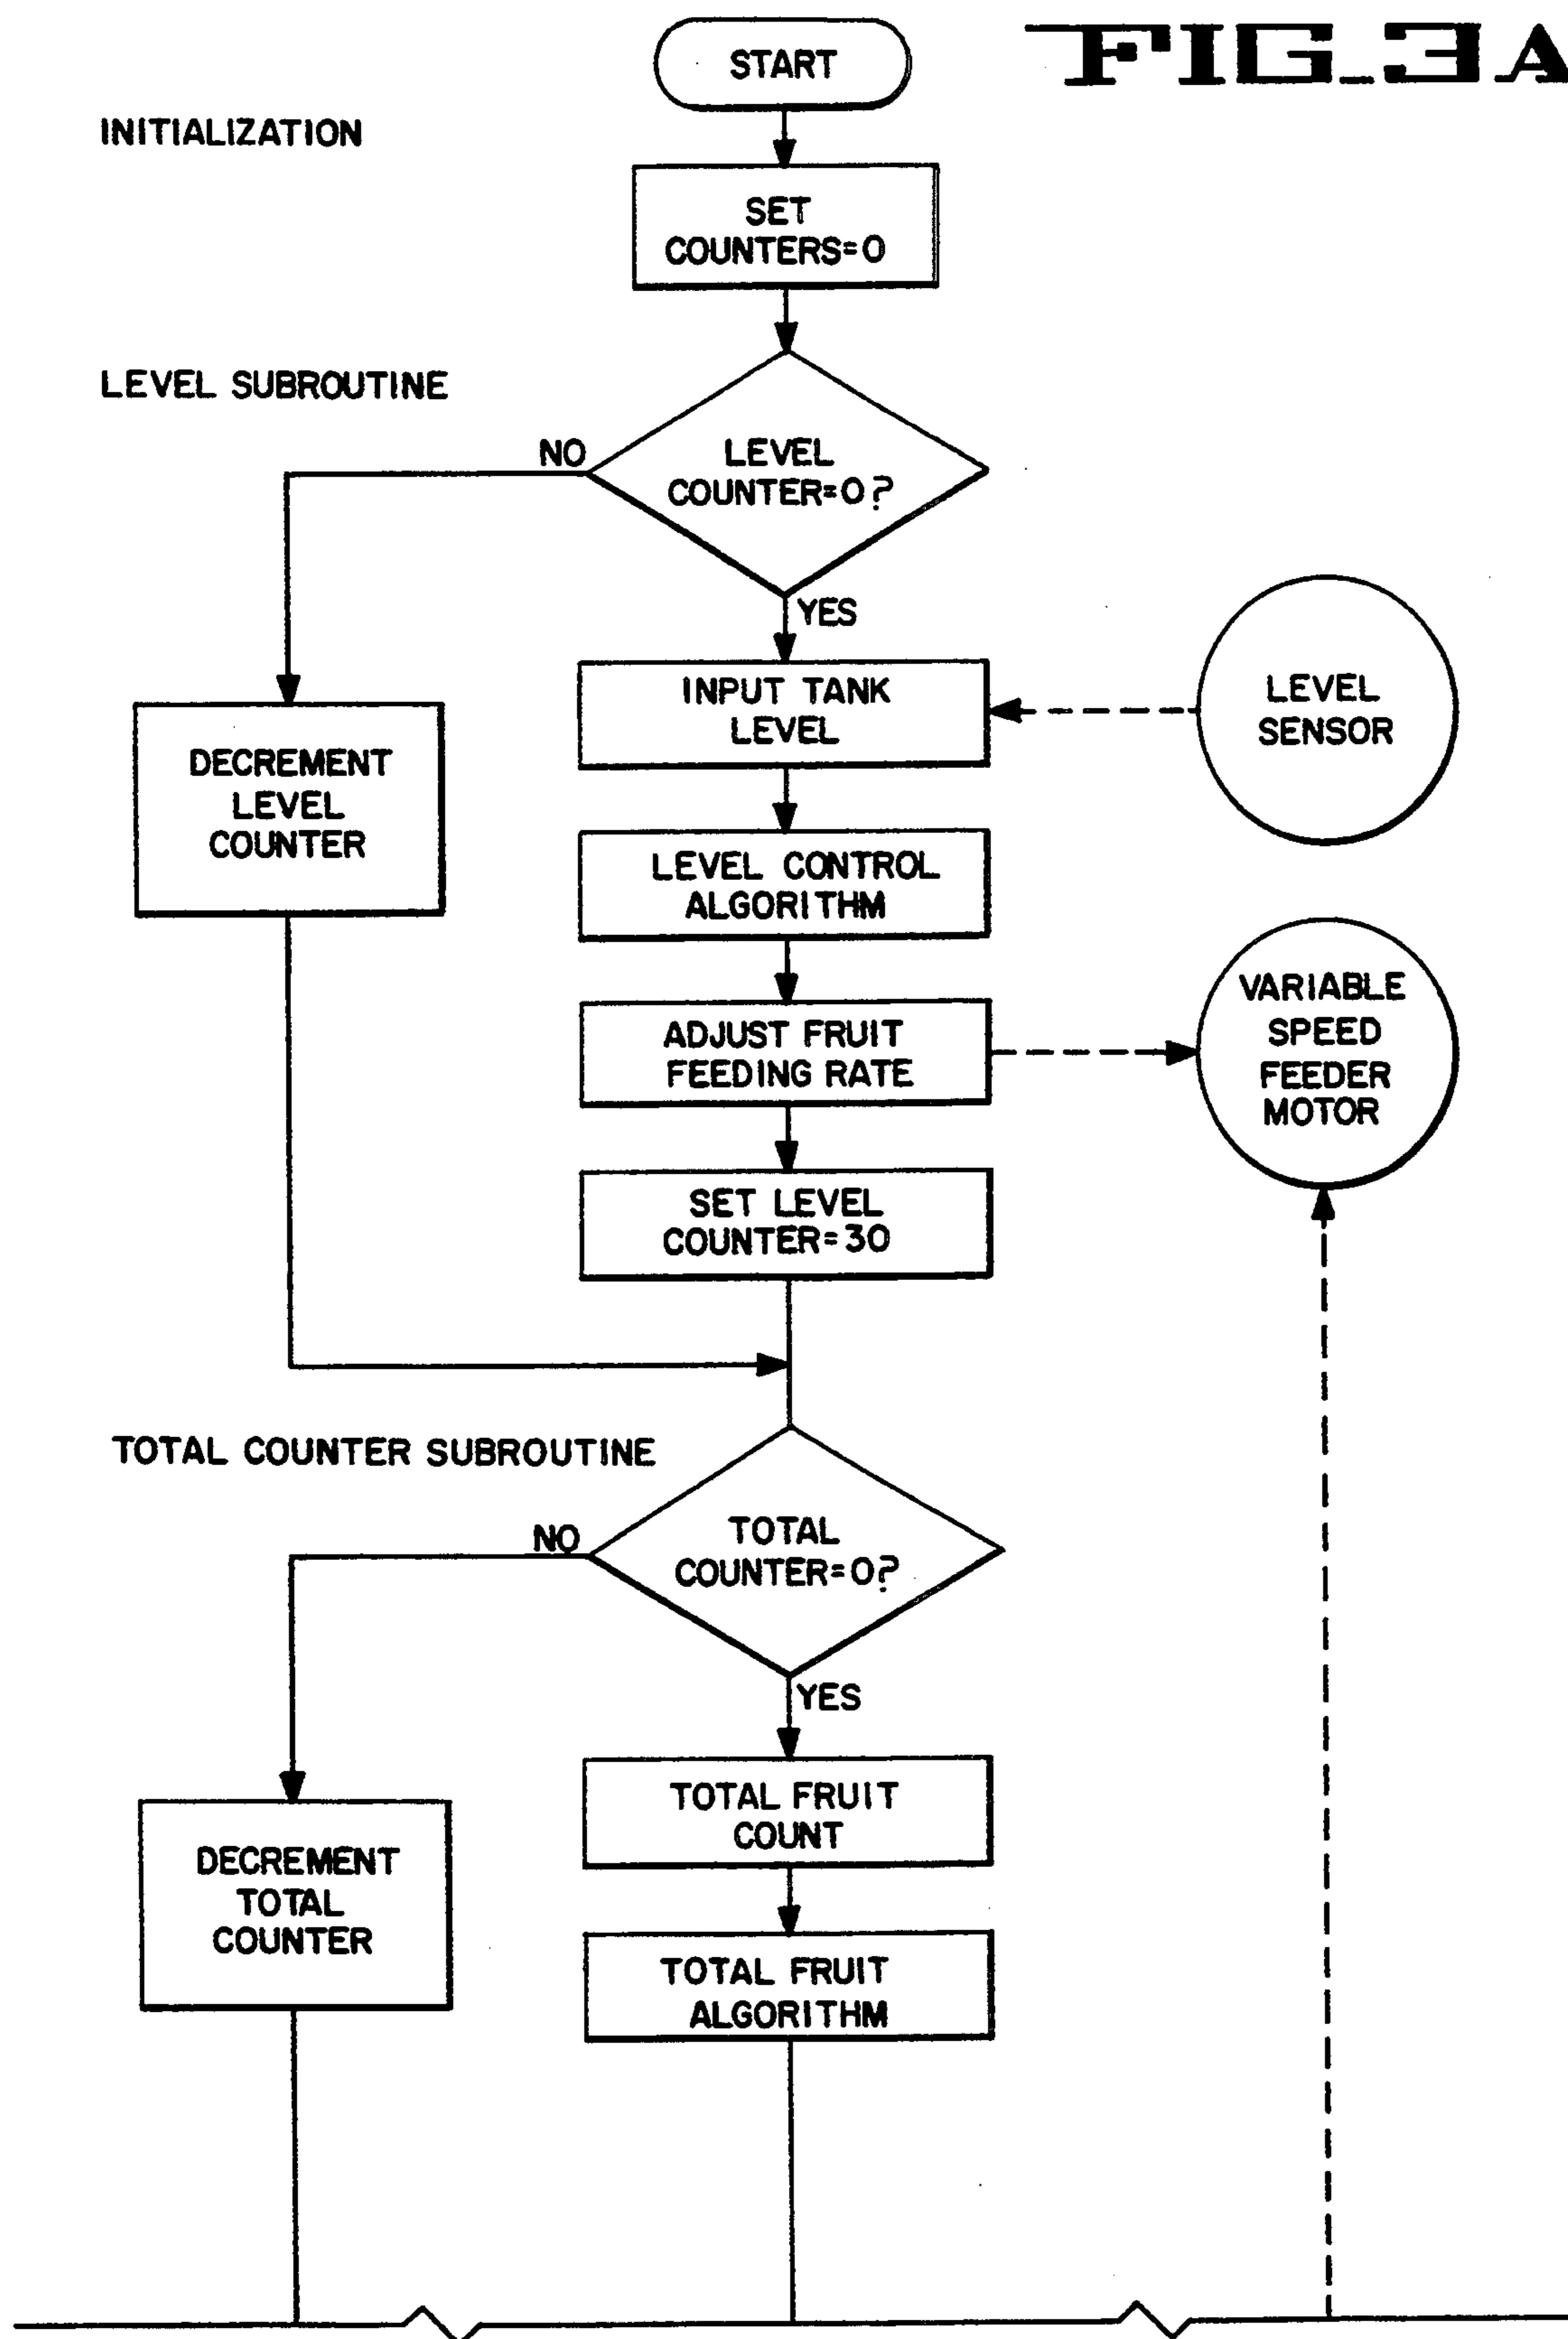 START
FIG_3A
INITIALIZATION
SET
COUNTERS=0
LEVEL SUBROUTINE
NO
LEVEL
COUNTER=0?
YES
INPUT TANK
LEVEL
LEVEL
SENSOR
DECREMENT
LEVEL
COUNTER
LEVEL CONTROL
ALGORITHM
ADJUST FRUIT
FEEDING RATE
VARIABLE
SPEED
FEEDER
MOTOR
SET LEVEL
COUNTER=30
TOTAL COUNTER SUBROUTINE
NO
TOTAL
COUNTER=0?
YES
TOTAL FRUIT
COUNT
DECREMENT
TOTAL
COUNTER
TOTAL FRUIT
ALGORITHM